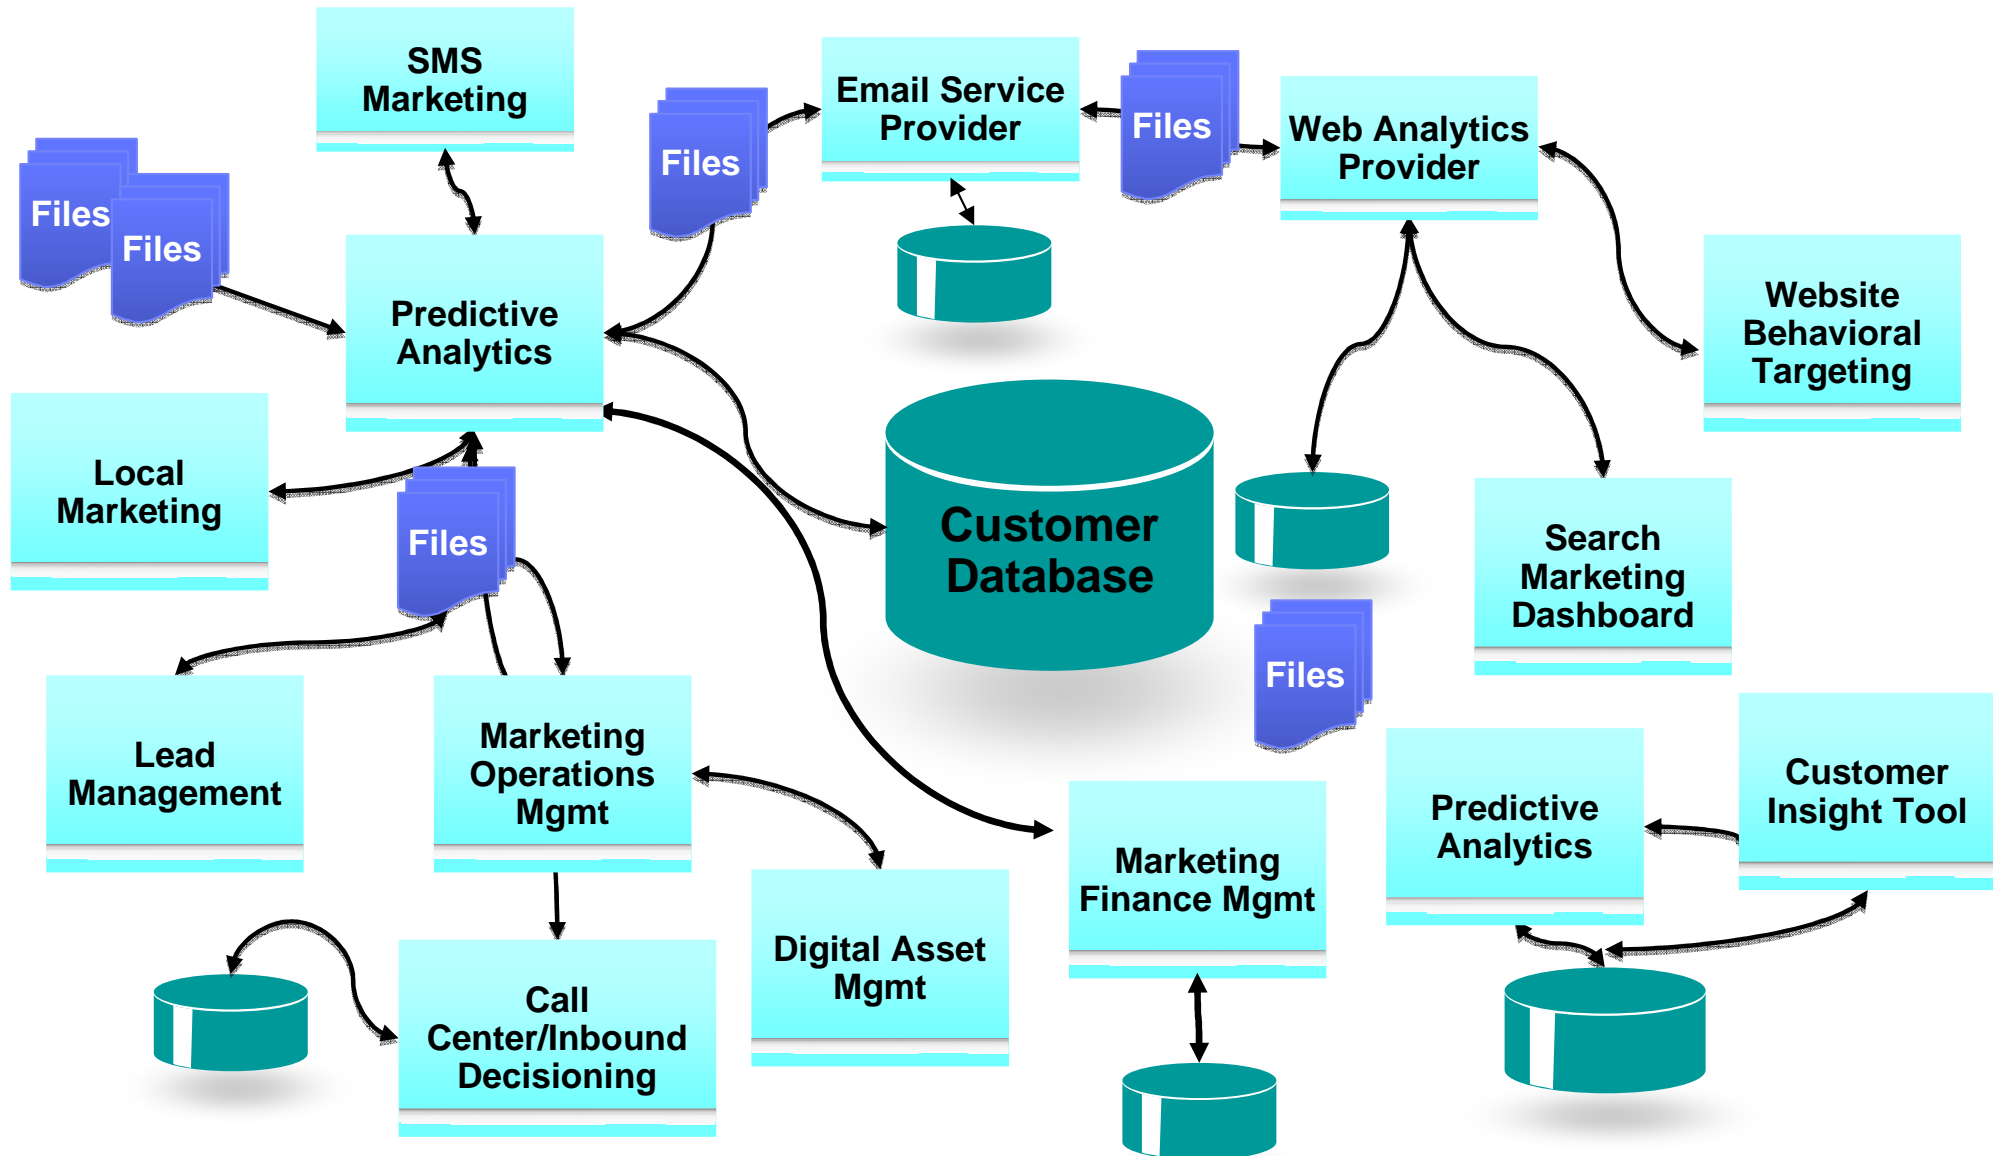 SMS
Marketing
Email Service
Provider
Files
Web Analytics
Provider
Files
Files
Files
Predictive
Analytics
Website
Behavioral
Targeting
Local
Marketing
Files
Customer
Database
Search
Marketing
Dashboard
Files
Lead
Management
Marketing
Operations
Mgmt
Marketing
Finance Mgmt
Predictive
Analytics
Customer
Insight Tool
Digital Asset
Mgmt
Call
Center/Inbound
Decisioning